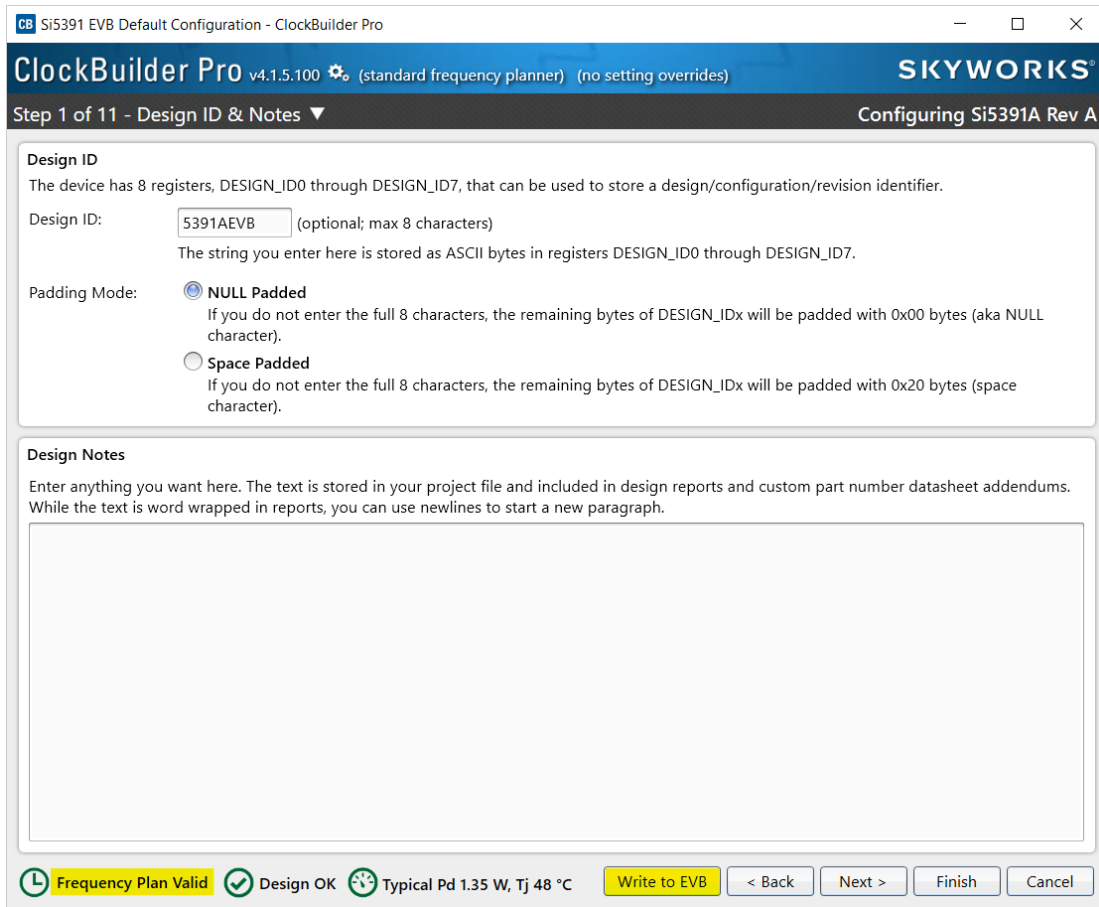 CB Si5391 EVB Default Configuration - ClockBuilder Pro
ClockBuilder Pro v4.1.5.100 (standard frequency planner) (no setting overrides) SKYWORKS®
Step 1 of 11 - Design ID & Notes ▼ Configuring Si5391A Rev A
Design ID
The device has 8 registers, DESIGN_ID0 through DESIGN_ID7, that can be used to store a design/configuration/revision identifier.
Design ID: 5391AEVB (optional; max 8 characters)
The string you enter here is stored as ASCII bytes in registers DESIGN_ID0 through DESIGN_ID7.
Padding Mode: NULL Padded
If you do not enter the full 8 characters, the remaining bytes of DESIGN_IDx will be padded with 0x00 bytes (aka NULL
character).
Space Padded
If you do not enter the full 8 characters, the remaining bytes of DESIGN_IDx will be padded with 0x20 bytes (space
character).
Design Notes
Enter anything you want here. The text is stored in your project file and included in design reports and custom part number datasheet addendums.
While the text is word wrapped in reports, you can use newlines to start a new paragraph.
Frequency Plan Valid Design OK Typical Pd 1.35 W, Tj 48 °C Write to EVB < Back Next > Finish Cancel